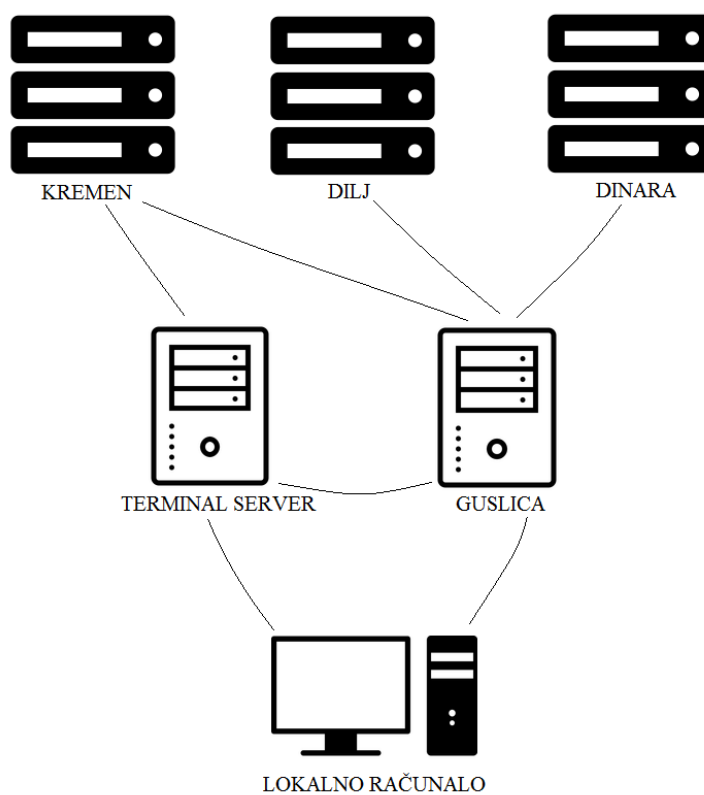 KREMEN
DILJ
DINARA
TERMINAL SERVER
GUSLICA
LOKALNO RAČUNALO